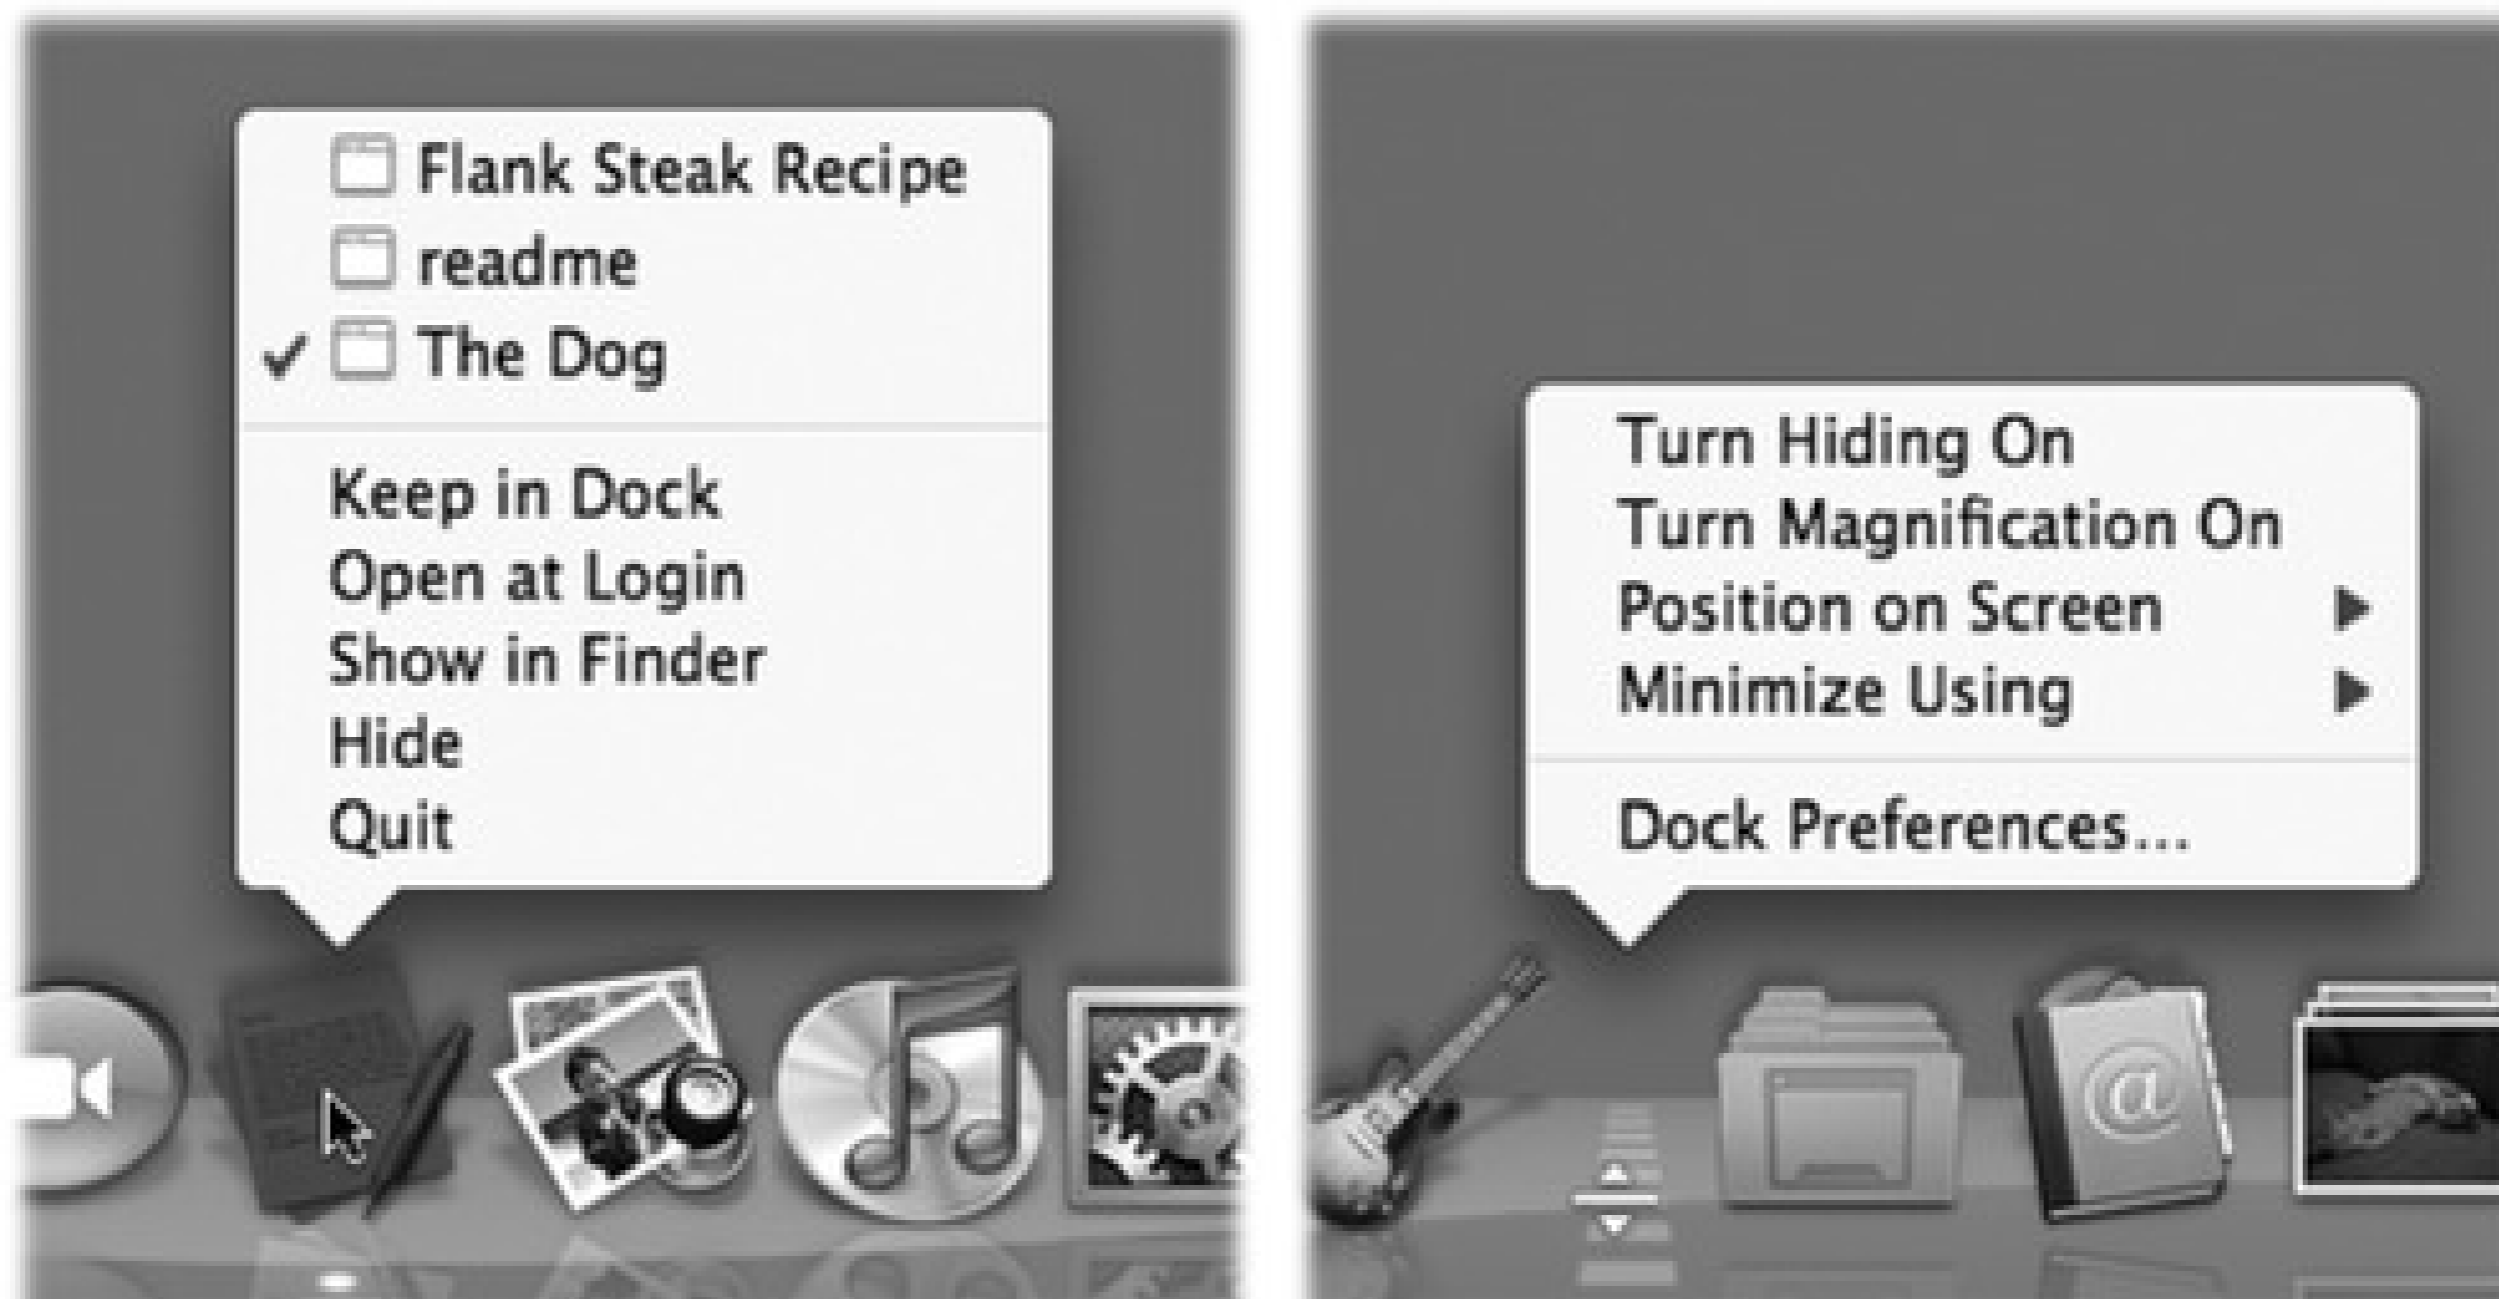 Flank Steak Recipe
readme
✓ The Dog
Keep in Dock
Open at Login
Show in Finder
Hide
Quit
Turn Hiding On
Turn Magnification On
Position on Screen
Minimize Using
Dock Preferences...
@